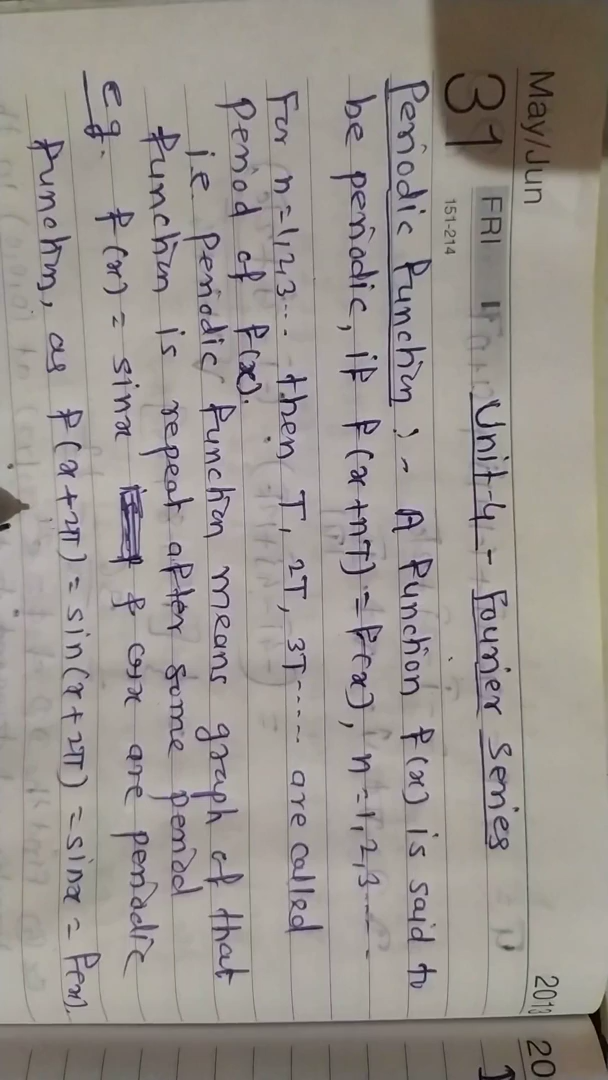 May/Jun 2013 20
31 FRI 151-214
Unit-4 - Fourier Series
Periodic function :- A function f(x) is said to
be periodic, if f(x+nT) = f(x), n=1,2,3.....
For n=1,2,3... then T, 2T, 3T.... are called
period of f(x).
i.e. periodic function means graph of that
function is repeat after some period
eg. f(x) = sinx & cosx are periodic
function, as f(x+2π) = sin(x+2π) = sinx = f(x).